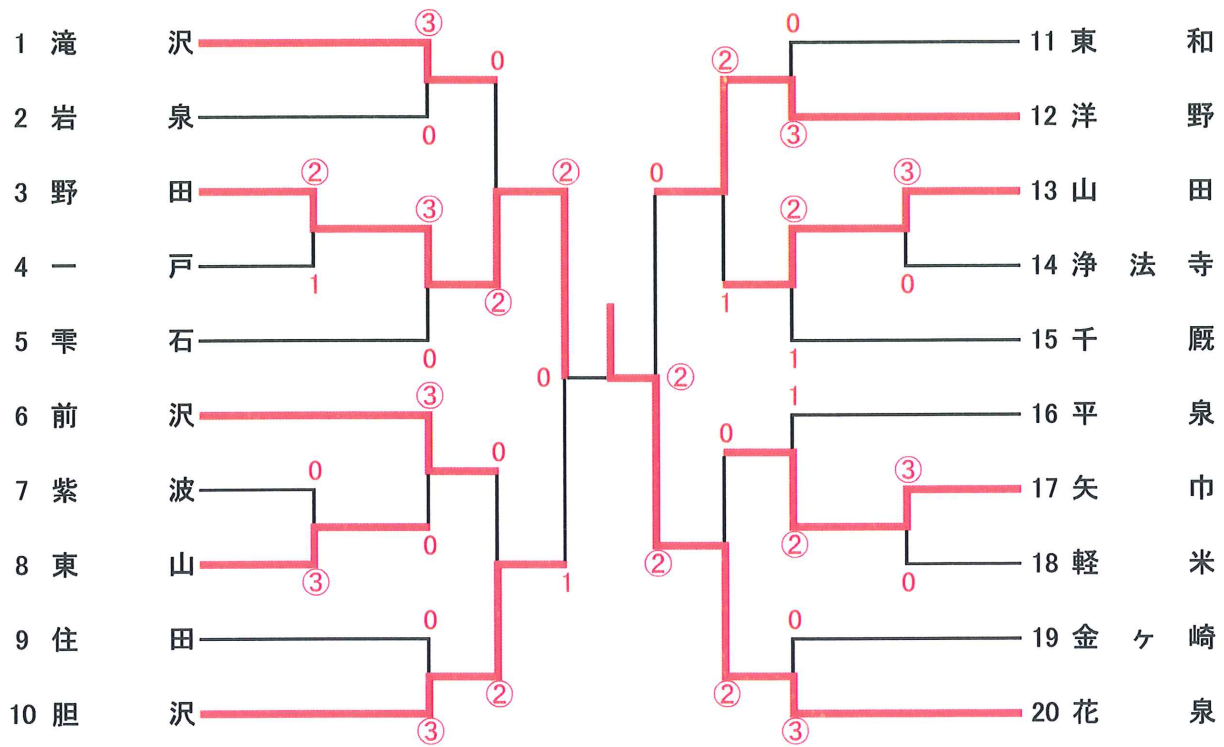 ③
0
1 滝 沢
11 東 和
0
②
2 岩 泉
12 洋 野
0
③
②
②
0
③
3 野 田
13 山 田
③
②
4 一 戸
14 浄 法 寺
1
②
1
0
5 雫 石
15 千 厩
0
1
0
②
③
1
6 前 沢
16 平 泉
0
0
0
③
7 紫 波
17 矢 巾
0
②
8 東 山
18 軽 米
③
1
②
0
0
0
9 住 田
19 金 ヶ 崎
②
②
10 胆 沢
20 花 泉
③
③